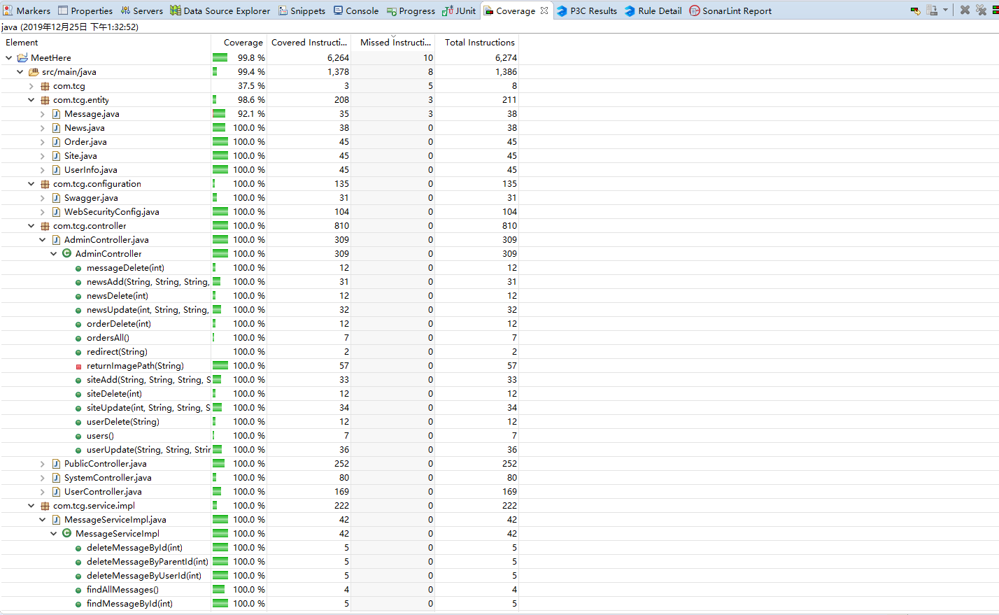 Markers Properties Servers Data Source Explorer Snippets Console Progress JUnit Coverage P3C Results Rule Detail SonarLint Report
java (2019年12月25日 下午1:32:52)
Element Coverage Covered Instructi... Missed Instructi... Total Instructions
MeetHere 99.8 % 6,264 10 6,274
src/main/java 99.4 % 1,378 8 1,386
com.tcg 37.5 % 3 5 8
com.tcg.entity 98.6 % 208 3 211
Message.java 92.1 % 35 3 38
News.java 100.0 % 38 0 38
Order.java 100.0 % 45 0 45
Site.java 100.0 % 45 0 45
UserInfo.java 100.0 % 45 0 45
com.tcg.configuration 100.0 % 135 0 135
Swagger.java 100.0 % 31 0 31
WebSecurityConfig.java 100.0 % 104 0 104
com.tcg.controller 100.0 % 810 0 810
AdminController.java 100.0 % 309 0 309
AdminController 100.0 % 309 0 309
messageDelete(int) 100.0 % 12 0 12
newsAdd(String, String, String, 100.0 % 31 0 31
newsDelete(int) 100.0 % 12 0 12
newsUpdate(int, String, String, 100.0 % 32 0 32
orderDelete(int) 100.0 % 12 0 12
ordersAll() 100.0 % 7 0 7
redirect(String) 100.0 % 2 0 2
returnImagePath(String) 100.0 % 57 0 57
siteAdd(String, String, String, S 100.0 % 33 0 33
siteDelete(int) 100.0 % 12 0 12
siteUpdate(int, String, String, S 100.0 % 34 0 34
userDelete(String) 100.0 % 12 0 12
users() 100.0 % 7 0 7
userUpdate(String, String, Strin 100.0 % 36 0 36
PublicController.java 100.0 % 252 0 252
SystemController.java 100.0 % 80 0 80
UserController.java 100.0 % 169 0 169
com.tcg.service.impl 100.0 % 222 0 222
MessageServiceImpl.java 100.0 % 42 0 42
MessageServiceImpl 100.0 % 42 0 42
deleteMessageById(int) 100.0 % 5 0 5
deleteMessageByParentId(int) 100.0 % 5 0 5
deleteMessageByUserId(int) 100.0 % 5 0 5
findAllMessages() 100.0 % 4 0 4
findMessageById(int) 100.0 % 5 0 5